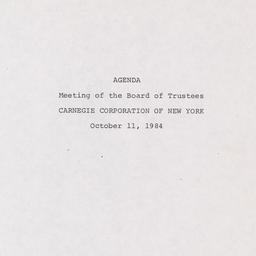 AGENDA
Meeting of the Board of Trustees
CARNEGIE CORPORATION OF NEW YORK
October 11, 1984